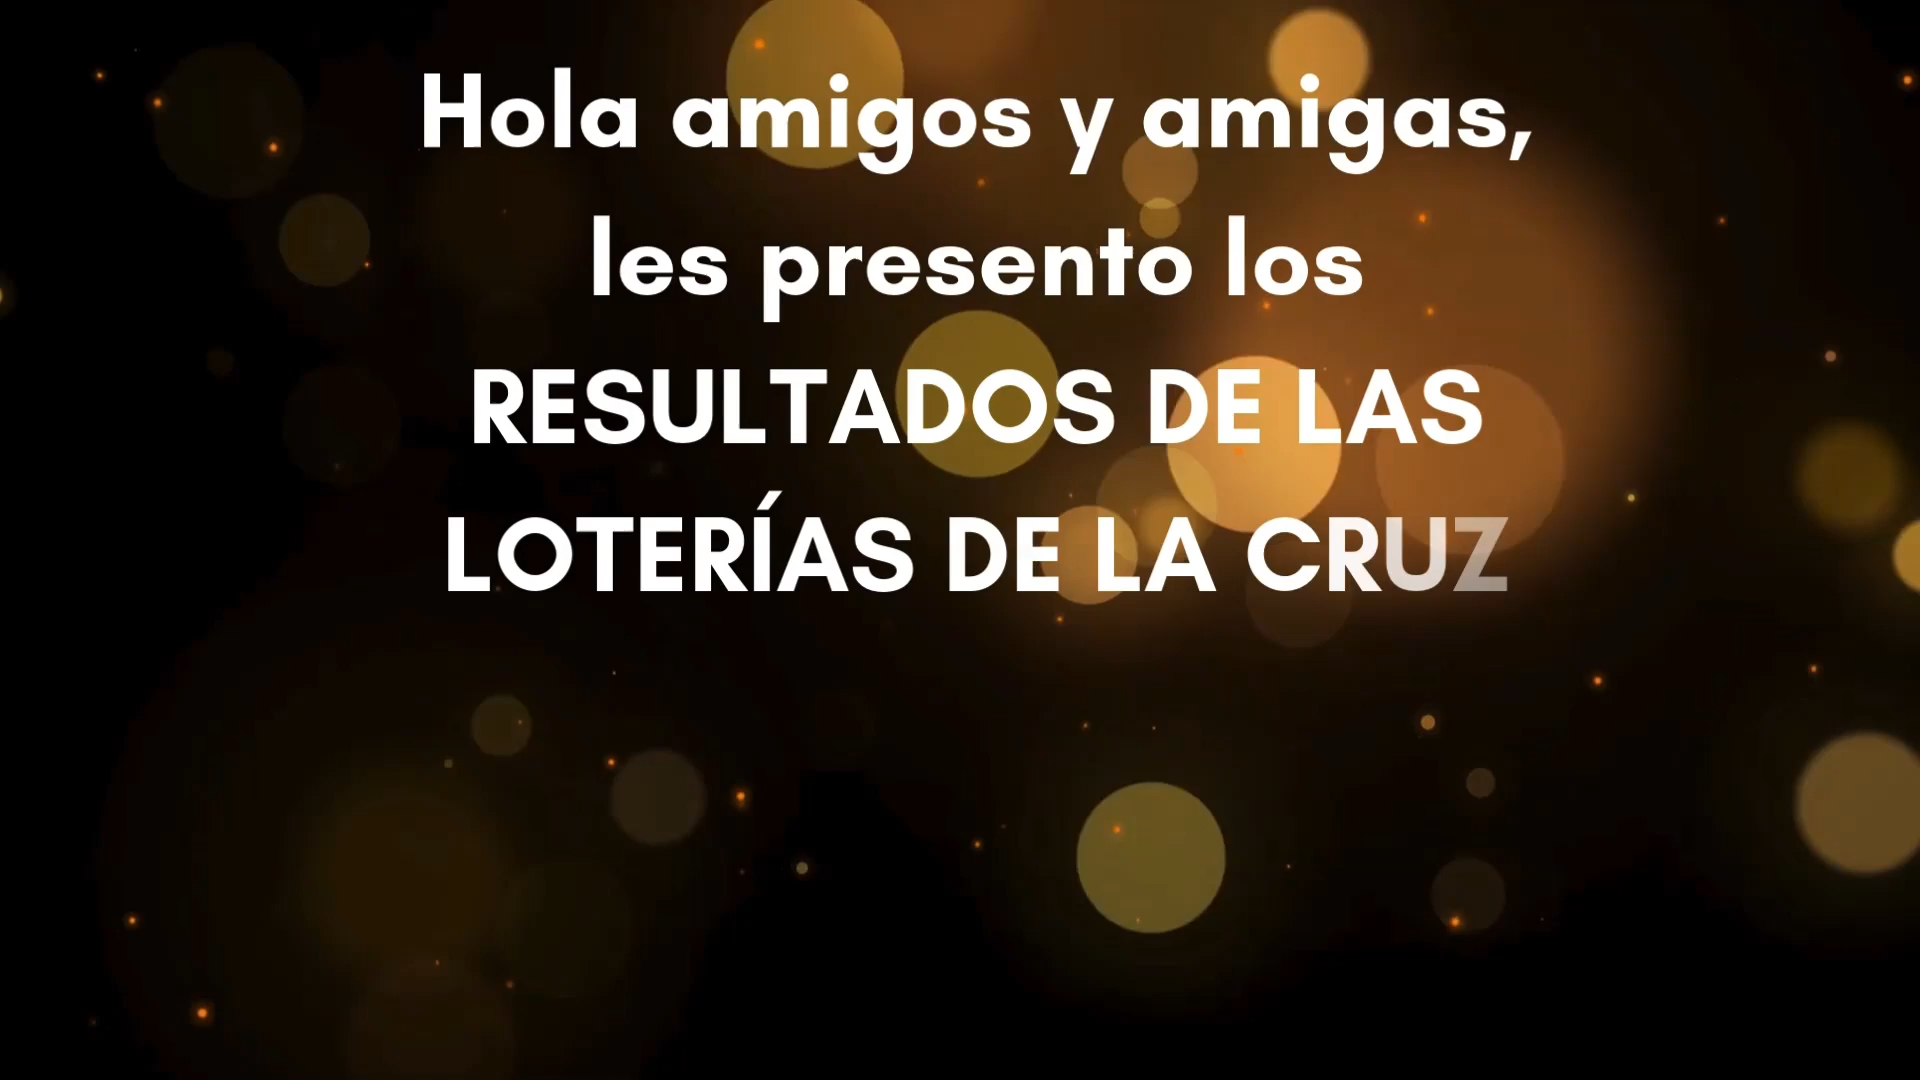 Hola amigos y amigas,
les presento los
RESULTADOS DE LAS
LOTERÍAS DE LA CRUZ